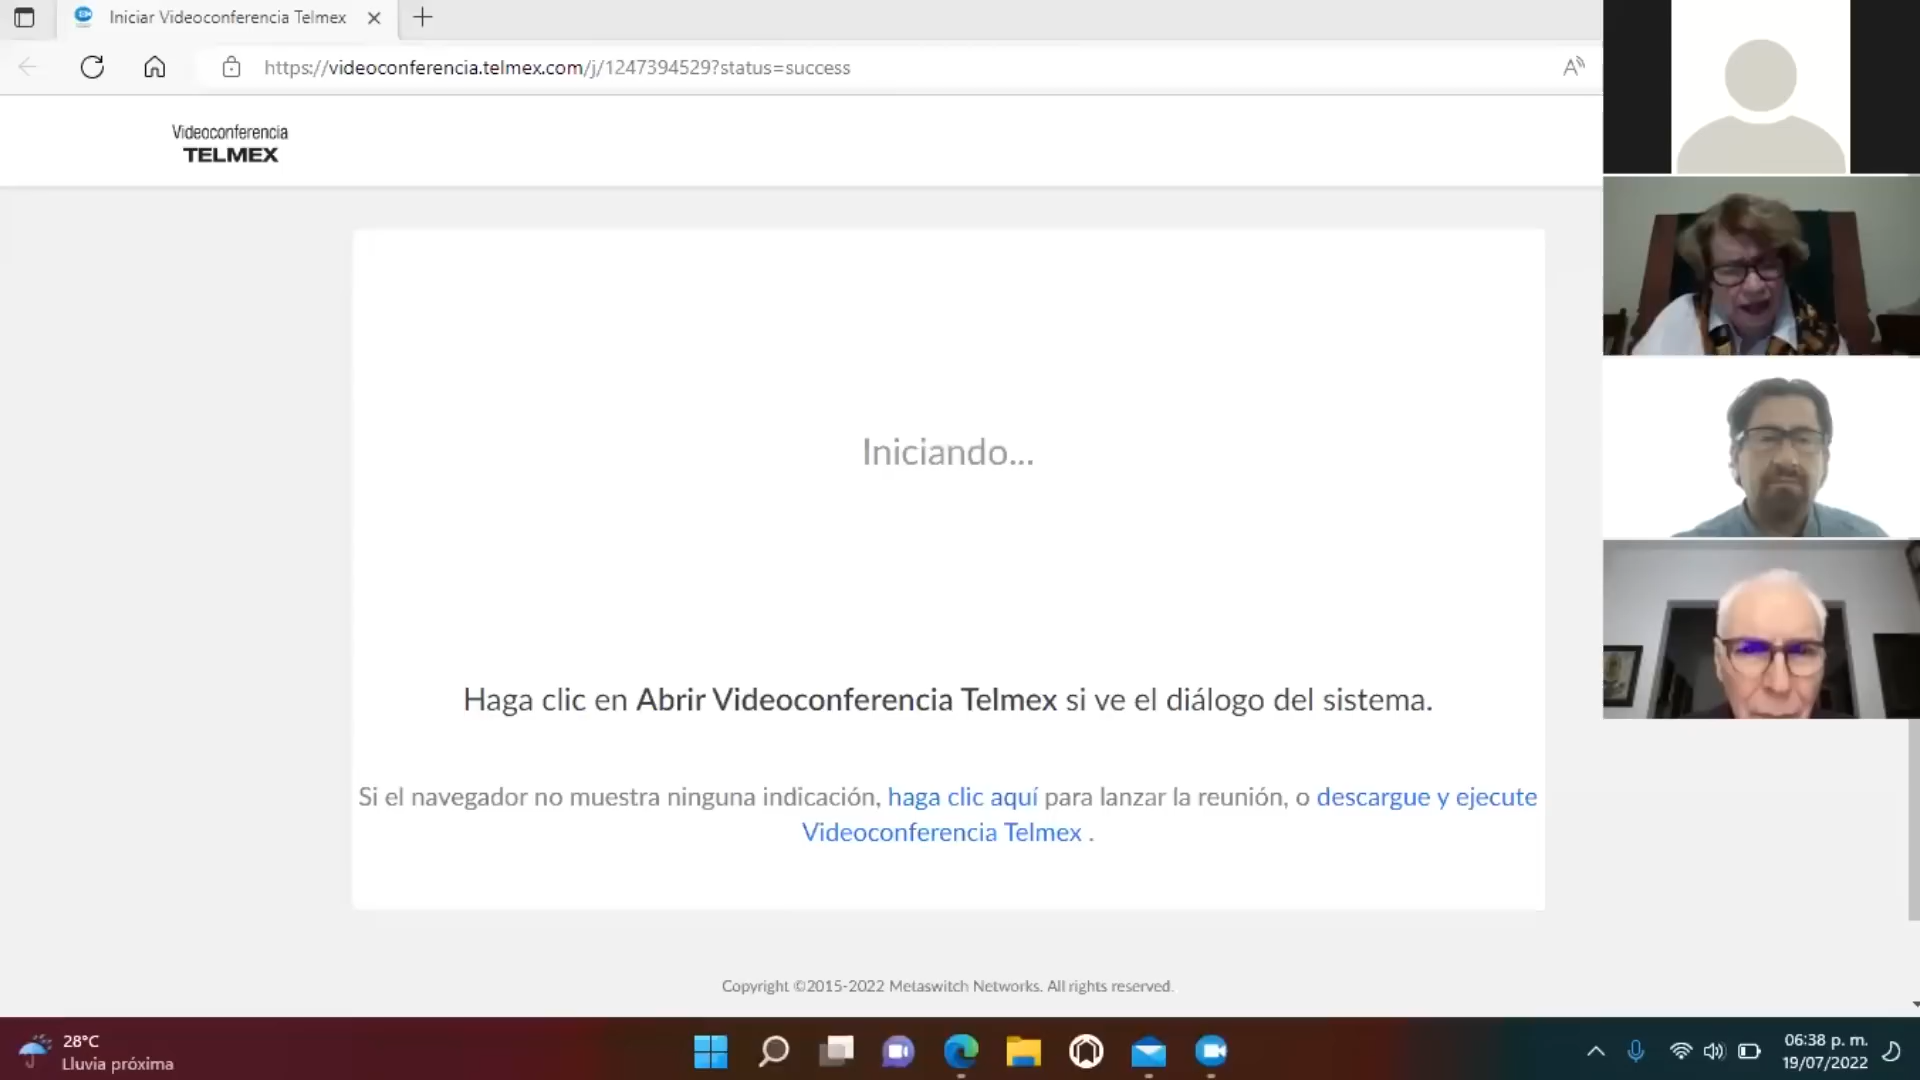 Iniciar Videoconferencia Telmex
https://videoconferencia.telmex.com/j/1247394529?status=success
Videoconferencia
TELMEX
Iniciando...
Haga clic en Abrir Videoconferencia Telmex si ve el diálogo del sistema.
Si el navegador no muestra ninguna indicación, haga clic aquí para lanzar la reunión, o descargue y ejecute
Videoconferencia Telmex .
Copyright ©2015-2022 Metaswitch Networks. All rights reserved.
28°C
Lluvia próxima
06:38 p. m.
19/07/2022